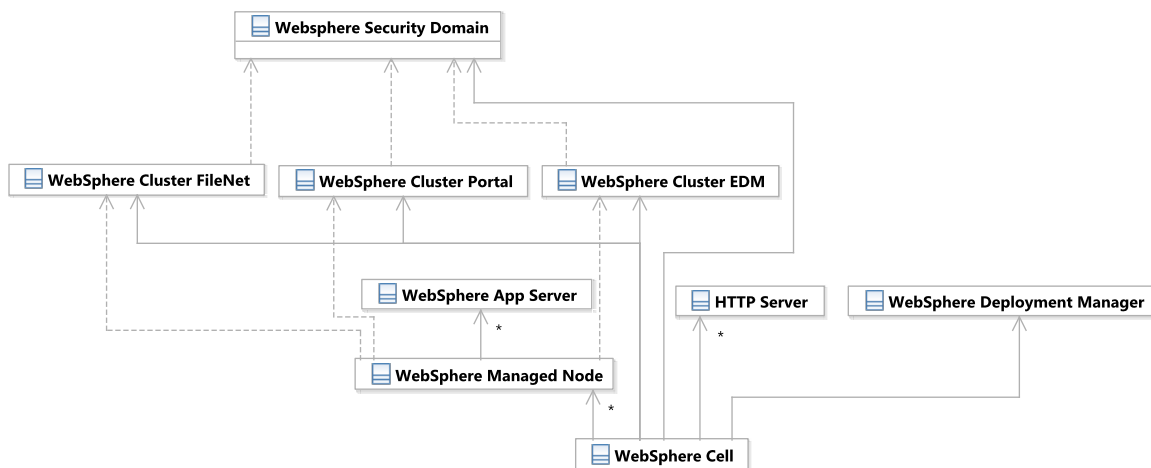 Websphere Security Domain
WebSphere Cluster FileNet
WebSphere Cluster Portal
WebSphere Cluster EDM
WebSphere App Server
HTTP Server
WebSphere Deployment Manager
*
*
WebSphere Managed Node
*
WebSphere Cell